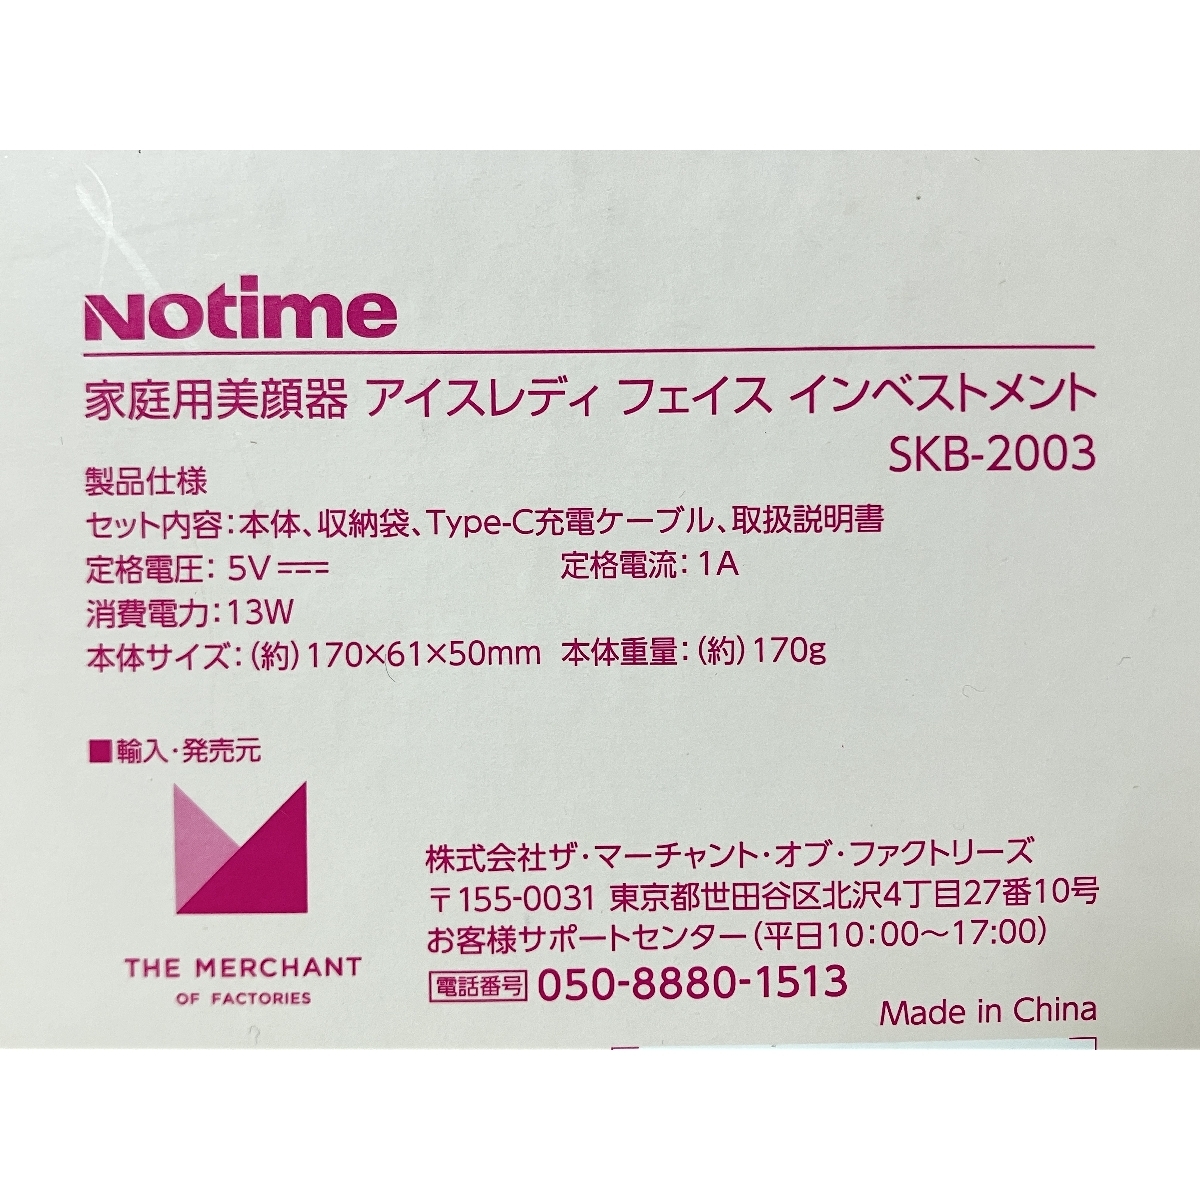 Notime
家庭用美顔器 アイスレディ フェイス インベストメント
SKB-2003
製品仕様
セット内容：本体、収納袋、Type-C充電ケーブル、取扱説明書
定格電圧：5V⎓ 定格電流：1A
消費電力：13W
本体サイズ：（約）170×61×50mm 本体重量：（約）170g
■輸入・発売元
THE MERCHANT
OF FACTORIES
株式会社ザ・マーチャント・オブ・ファクトリーズ
〒155-0031 東京都世田谷区北沢4丁目27番10号
お客様サポートセンター（平日10：00～17:00）
電話番号 050-8880-1513
Made in China